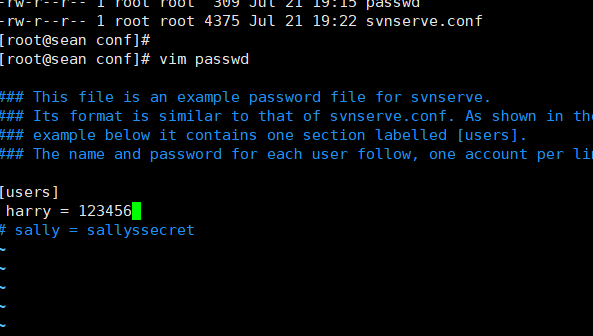 -rw-r--r-- 1 root root  309 Jul 21 19:15 passwd
-rw-r--r-- 1 root root 4375 Jul 21 19:22 svnserve.conf
[root@sean conf]#
[root@sean conf]# vim passwd
### This file is an example password file for svnserve.
### Its format is similar to that of svnserve.conf. As shown in the
### example below it contains one section labelled [users].
### The name and password for each user follow, one account per lin
[users]
 harry = 123456
# sally = sallyssecret
~
~
~
~
~